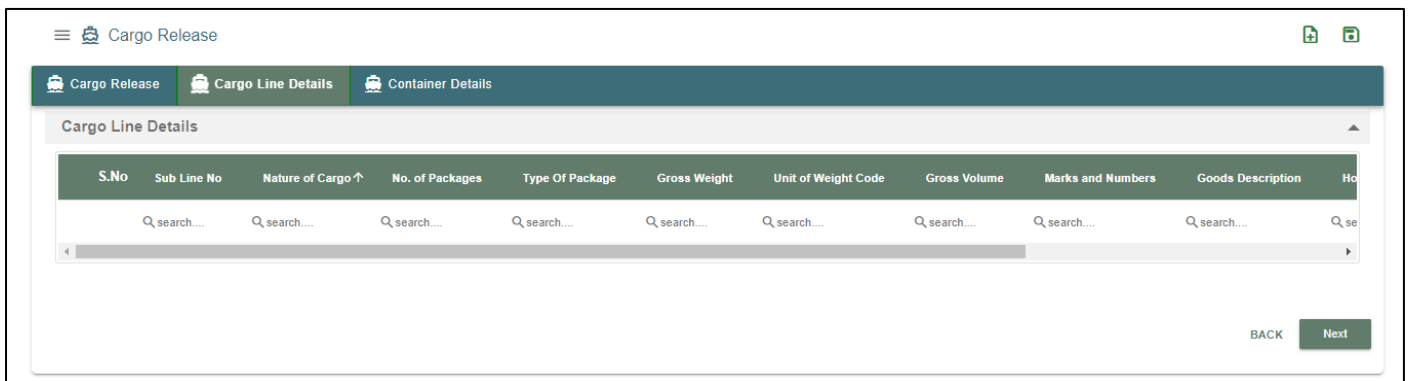 Cargo Release
Cargo Release Cargo Line Details Container Details
Cargo Line Details
S.No Sub Line No Nature of Cargo No. of Packages Type Of Package Gross Weight Unit of Weight Code Gross Volume Marks and Numbers Goods Description Ho
search.... search.... search.... search.... search.... search.... search.... search.... search.... se
BACK Next